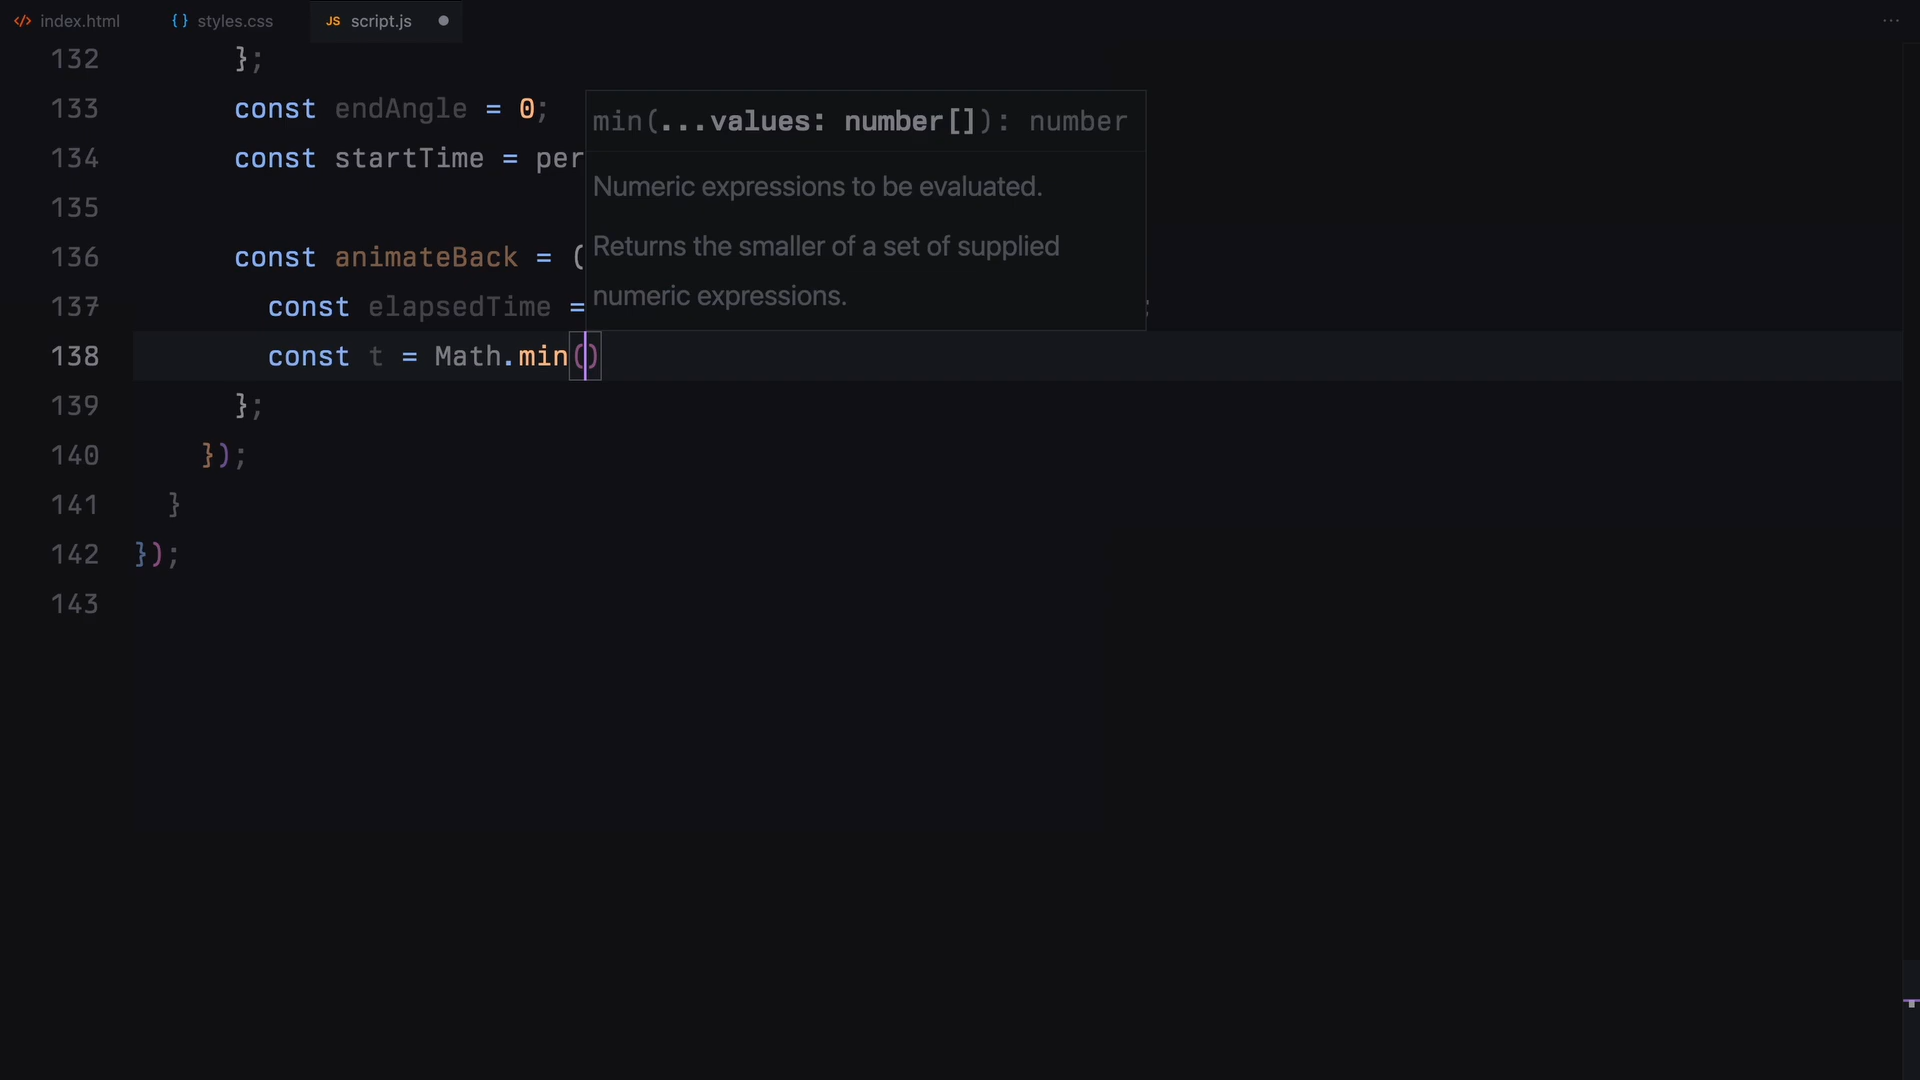 </> index.html {} styles.css JS script.js ● ···
132 };
133 const endAngle = 0;
134 const startTime = per
135
136 const animateBack = (
137 const elapsedTime = ;
138 const t = Math.min()
139 };
140 });
141 }
142 });
143
min(...values: number[]): number
Numeric expressions to be evaluated.
Returns the smaller of a set of supplied
numeric expressions.